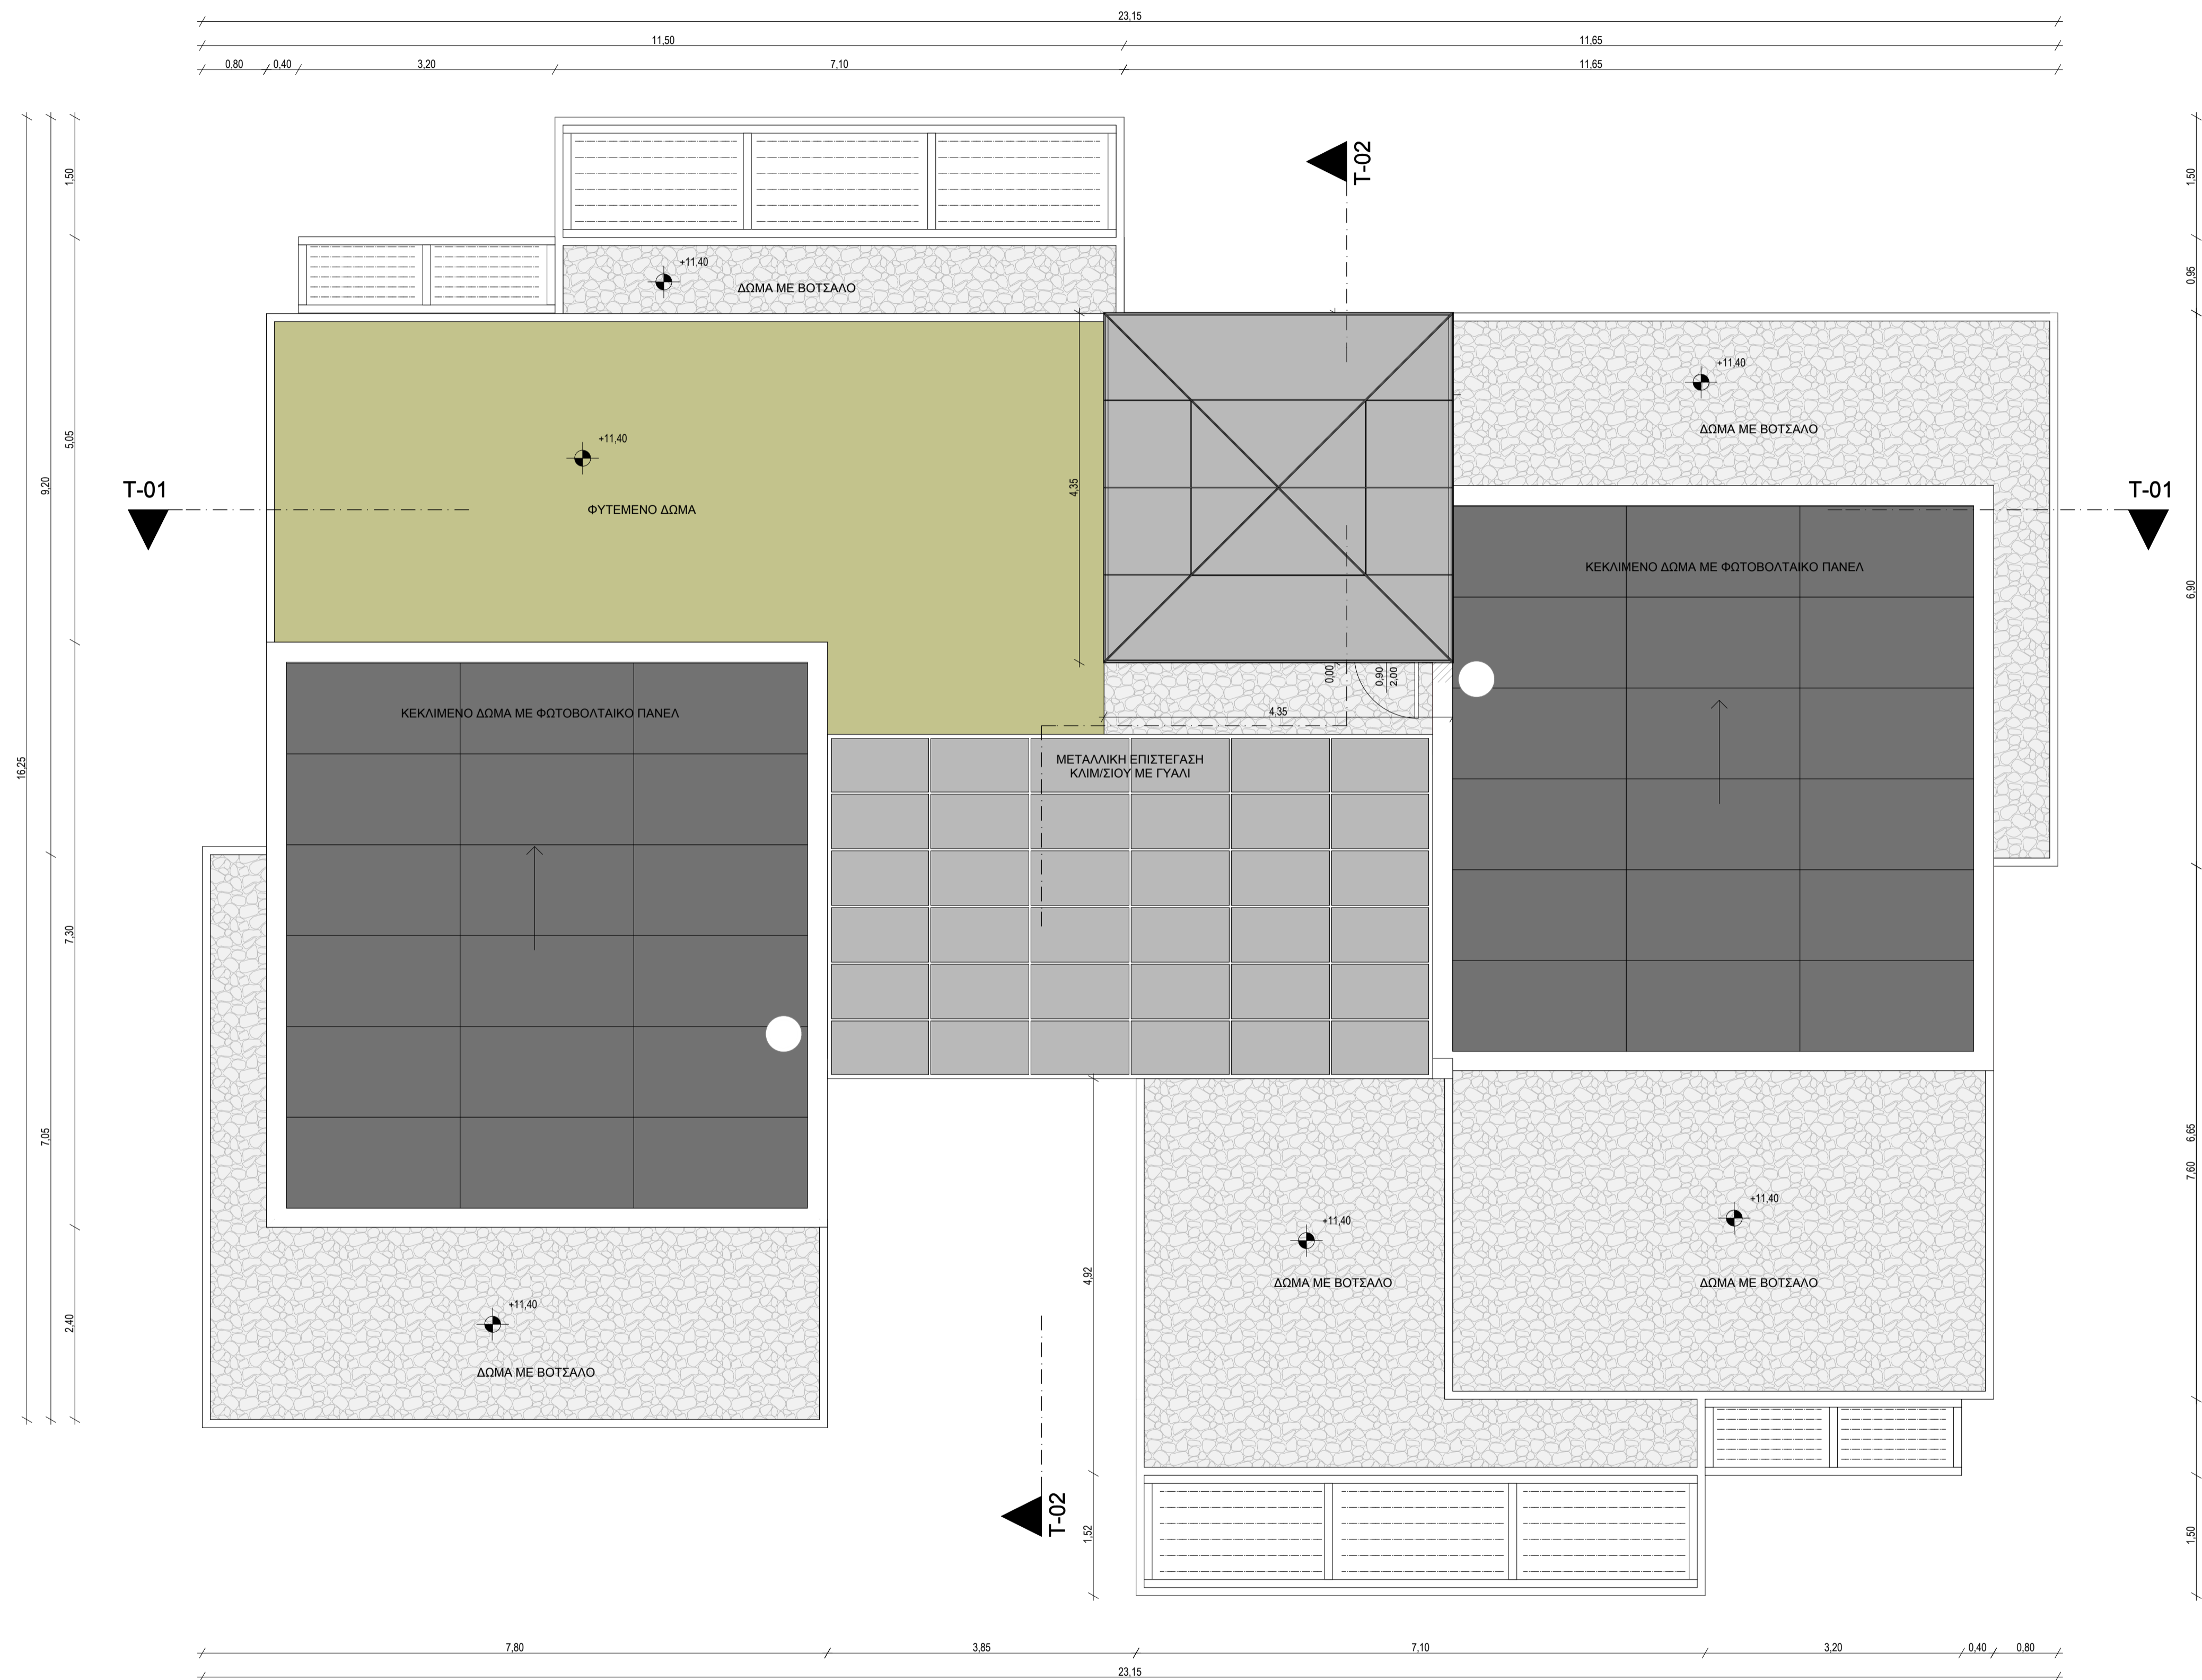 23,15
11,50
11,65
0,80
0,40
3,20
7,10
11,65
T-02
1,50
1,50
+11,40
ΔΩΜΑ ΜΕ ΒΟΤΣΑΛΟ
0,95
+11,40
ΔΩΜΑ ΜΕ ΒΟΤΣΑΛΟ
+11,40
ΦΥΤΕΜΕΝΟ ΔΩΜΑ
5,05
9,20
4,35
T-01
T-01
ΚΕΚΛΙΜΕΝΟ ΔΩΜΑ ΜΕ ΦΩΤΟΒΟΛΤΑΙΚΟ ΠΑΝΕΛ
6,90
0,00
0.90
2.00
4,35
ΚΕΚΛΙΜΕΝΟ ΔΩΜΑ ΜΕ ΦΩΤΟΒΟΛΤΑΙΚΟ ΠΑΝΕΛ
ΜΕΤΑΛΛΙΚΗ ΕΠΙΣΤΕΓΑΣΗ
ΚΛΙΜ/ΣΙΟΥ ΜΕ ΓΥΑΛΙ
16,25
7,30
7,05
6,65
7,60
+11,40
ΔΩΜΑ ΜΕ ΒΟΤΣΑΛΟ
+11,40
ΔΩΜΑ ΜΕ ΒΟΤΣΑΛΟ
4,92
2,40
+11,40
ΔΩΜΑ ΜΕ ΒΟΤΣΑΛΟ
T-02
1,52
1,50
7,80
3,85
7,10
3,20
0,40
0,80
23,15